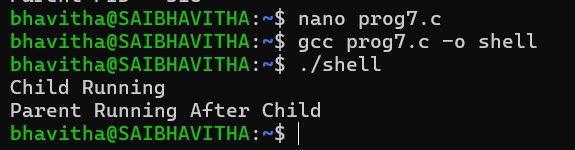 bhavitha@SAIBHAVITHA:~$ nano prog7.c
bhavitha@SAIBHAVITHA:~$ gcc prog7.c -o shell
bhavitha@SAIBHAVITHA:~$ ./shell
Child Running
Parent Running After Child
bhavitha@SAIBHAVITHA:~$